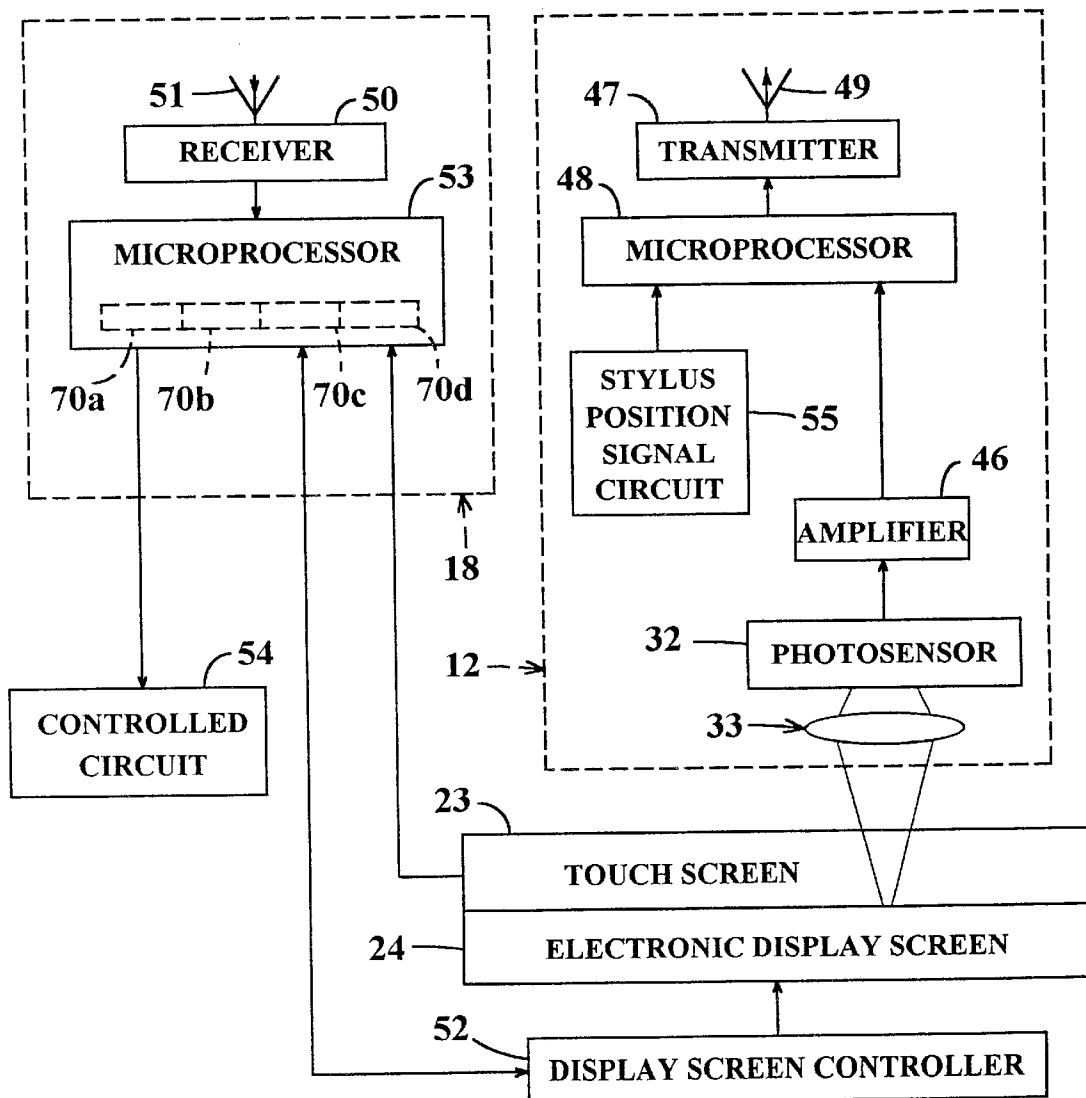 51
50
RECEIVER
53
MICROPROCESSOR
70a
70b
70c
70d
18
54
CONTROLLED
CIRCUIT
47
49
TRANSMITTER
48
MICROPROCESSOR
STYLUS
POSITION
SIGNAL
CIRCUIT
55
46
AMPLIFIER
32
PHOTOSENSOR
12
33
23
TOUCH SCREEN
24
ELECTRONIC DISPLAY SCREEN
52
DISPLAY SCREEN CONTROLLER